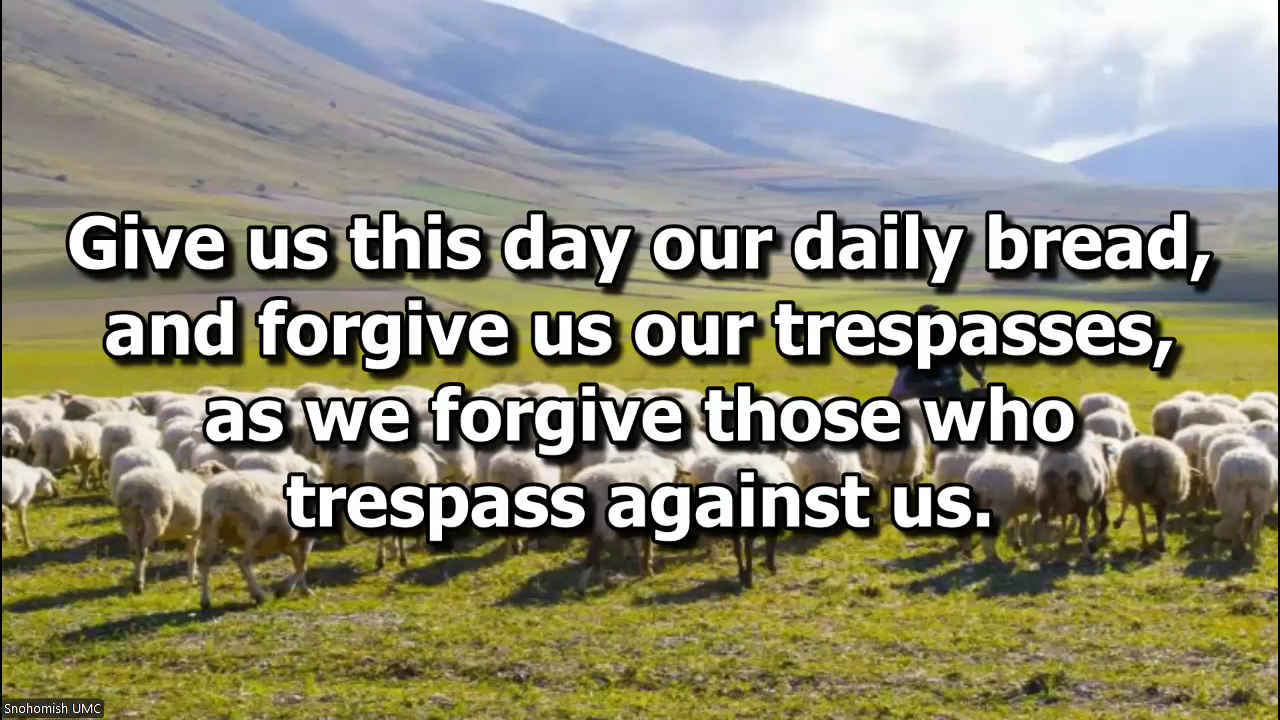 Give us this day our daily bread,
and forgive us our trespasses,
as we forgive those who
trespass against us.
Snohomish UMC